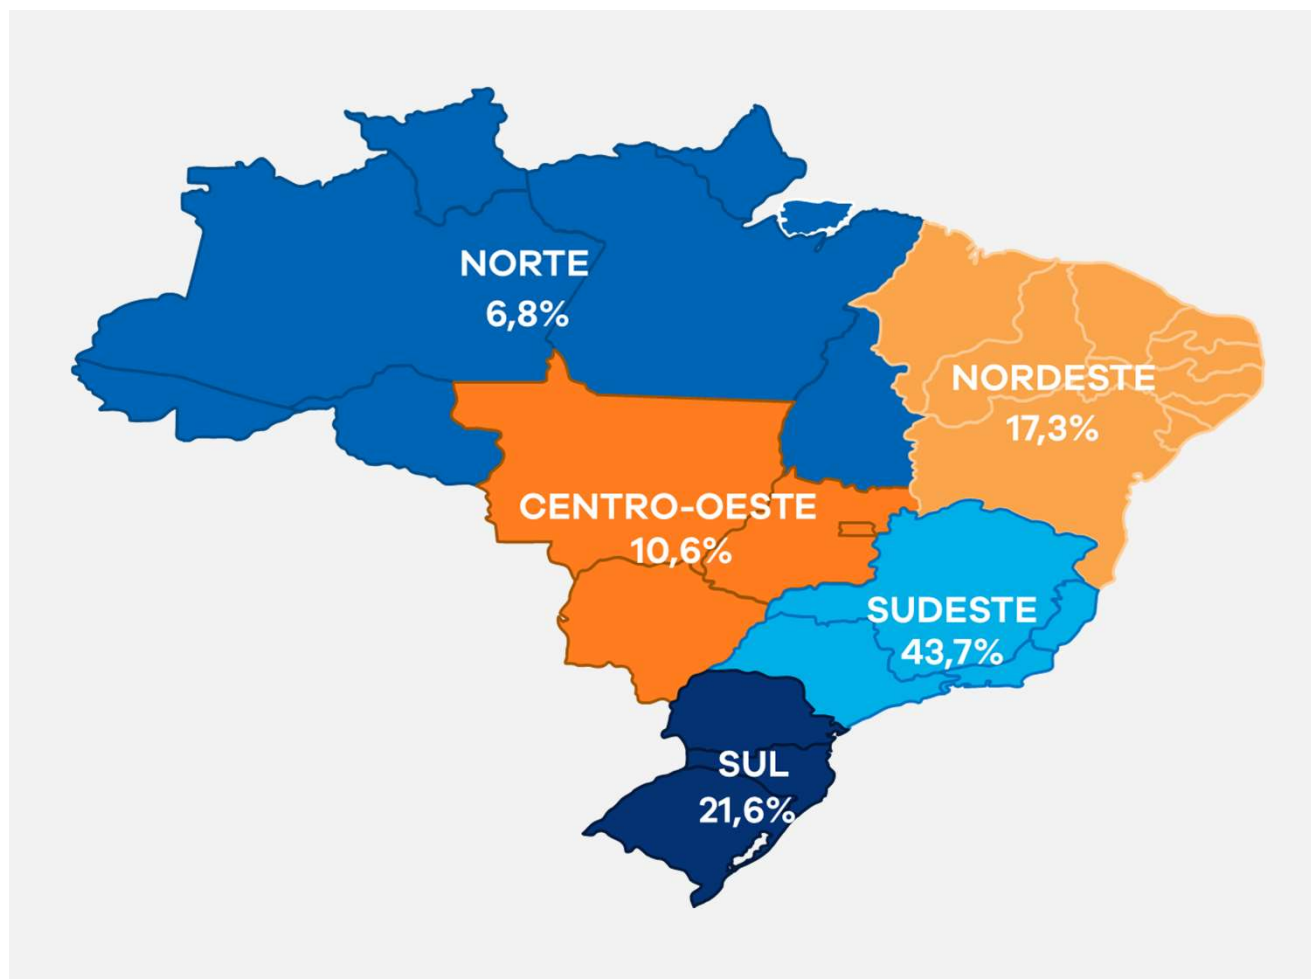 NORTE
6,8%
NORDESTE
17,3%
CENTRO-OESTE
10,6%
SUDESTE
43,7%
SUL
21,6%